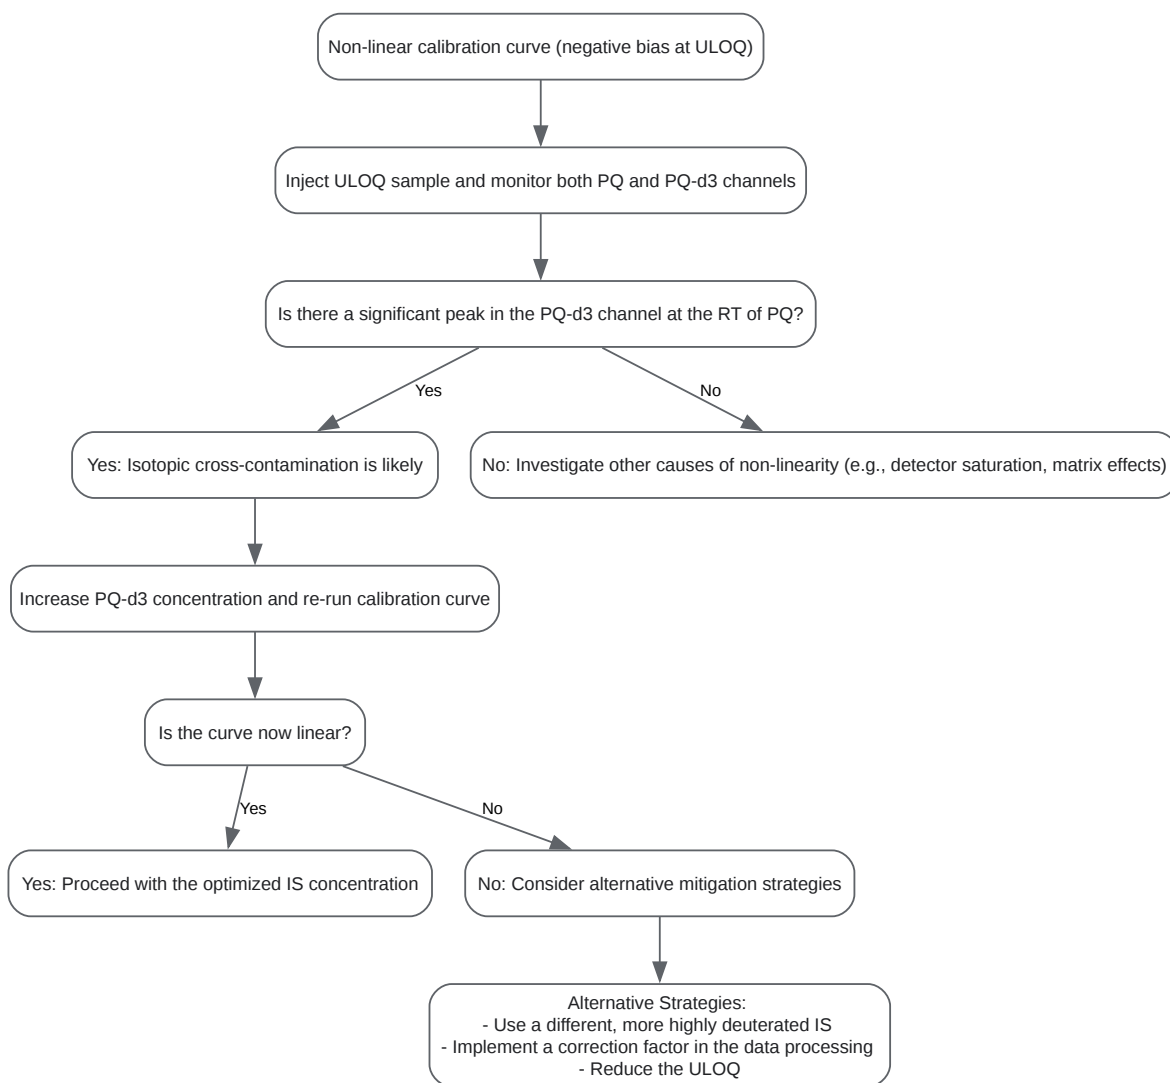 Non-linear calibration curve (negative bias at ULOQ)
Inject ULOQ sample and monitor both PQ and PQ-d3 channels
Is there a significant peak in the PQ-d3 channel at the RT of PQ?
Yes
No
Yes: Isotopic cross-contamination is likely
No: Investigate other causes of non-linearity (e.g., detector saturation, matrix effects)
Increase PQ-d3 concentration and re-run calibration curve
Is the curve now linear?
Yes
No
Yes: Proceed with the optimized IS concentration
No: Consider alternative mitigation strategies
Alternative Strategies:
- Use a different, more highly deuterated IS
- Implement a correction factor in the data processing
- Reduce the ULOQ